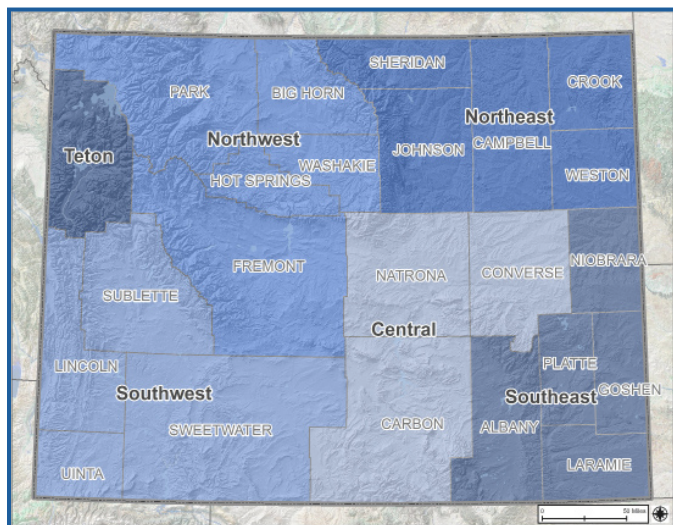 SHERIDAN
CROOK
PARK
BIG HORN
Northeast
Northwest
JOHNSON
CAMPBELL
Teton
WASHAKIE
WESTON
HOT SPRINGS
NIOBRARA
FREMONT
NATRONA
CONVERSE
SUBLETTE
Central
PLATTE
LINCOLN
GOSHEN
Southwest
Southeast
SWEETWATER
CARBON
ALBANY
UINTA
LARAMIE
0 50 Miles